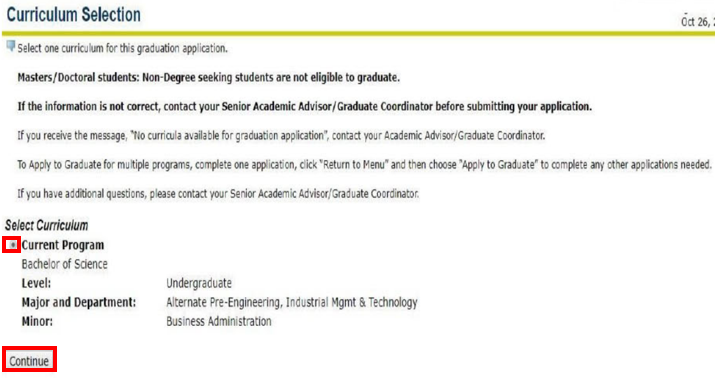 Curriculum Selection
Oct 26,
Select one curriculum for this graduation application.
Masters/Doctoral students: Non-Degree seeking students are not eligible to graduate.
If the information is not correct, contact your Senior Academic Advisor/Graduate Coordinator before submitting your application.
If you receive the message, "No curricula available for graduation application", contact your Academic Advisor/Graduate Coordinator.
To Apply to Graduate for multiple programs, complete one application, click "Return to Menu" and then choose "Apply to Graduate" to complete any other applications needed.
If you have additional questions, please contact your Senior Academic Advisor/Graduate Coordinator.
Select Curriculum
Current Program
Bachelor of Science
Level: Undergraduate
Major and Department: Alternate Pre-Engineering, Industrial Mgmt & Technology
Minor: Business Administration
Continue